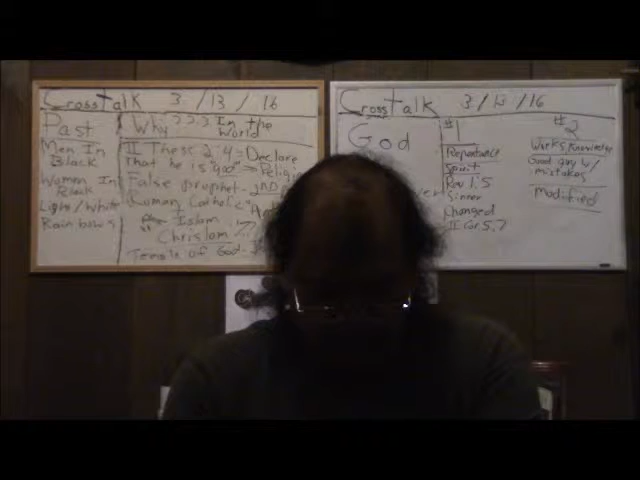 CrossTalk 3 / 13 / 16
Past
Men In
Black
Women In
Black
Light/White
Rainbows
Why ??? In the
World
II Thess 2:4 = Declare
that he is "god" =
False prophet - 2ND
Roman Catholic
Islam
Chrislam ??
Temple of God -
CrossTalk 3 / 13 / 16
God
#1
Repentance
Spirit
Rev 1:5
Sinner
Changed
II Cor. 5,7
#2
Works, Knowledge
Good guy w/
mistakes
Modified